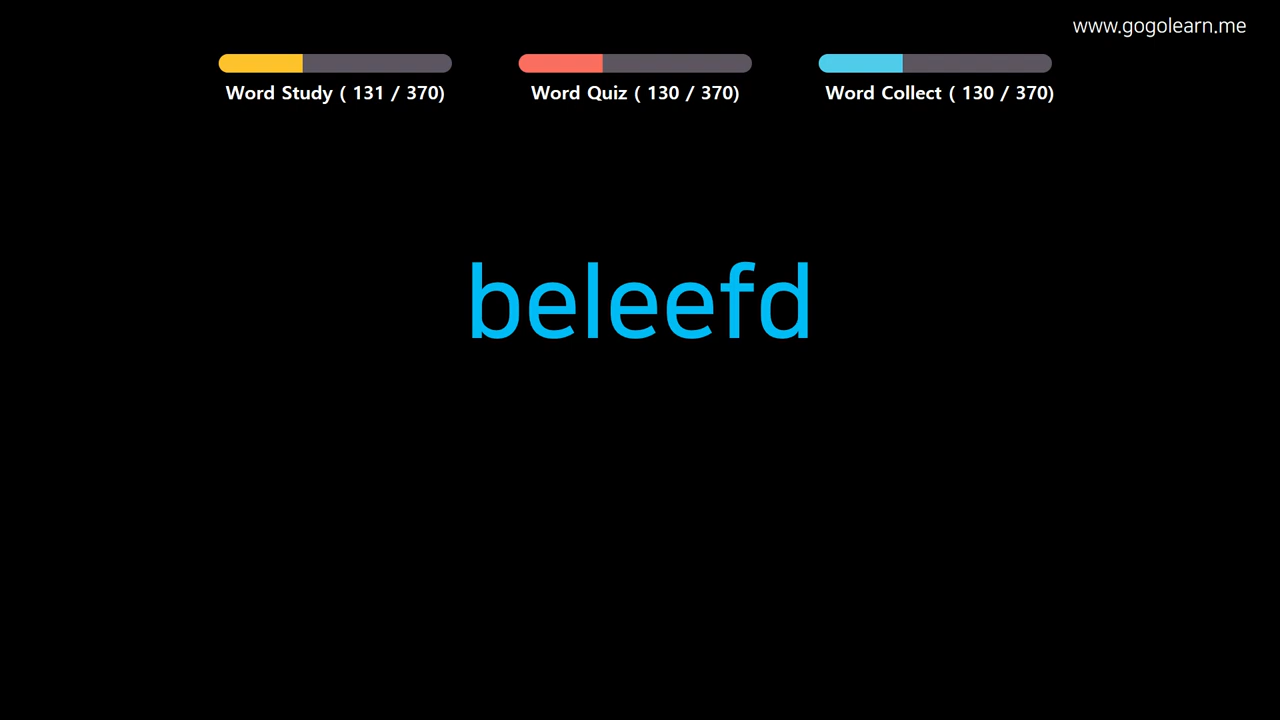 www.gogolearn.me
Word Study ( 131 / 370)
Word Quiz ( 130 / 370)
Word Collect ( 130 / 370)
beleefd